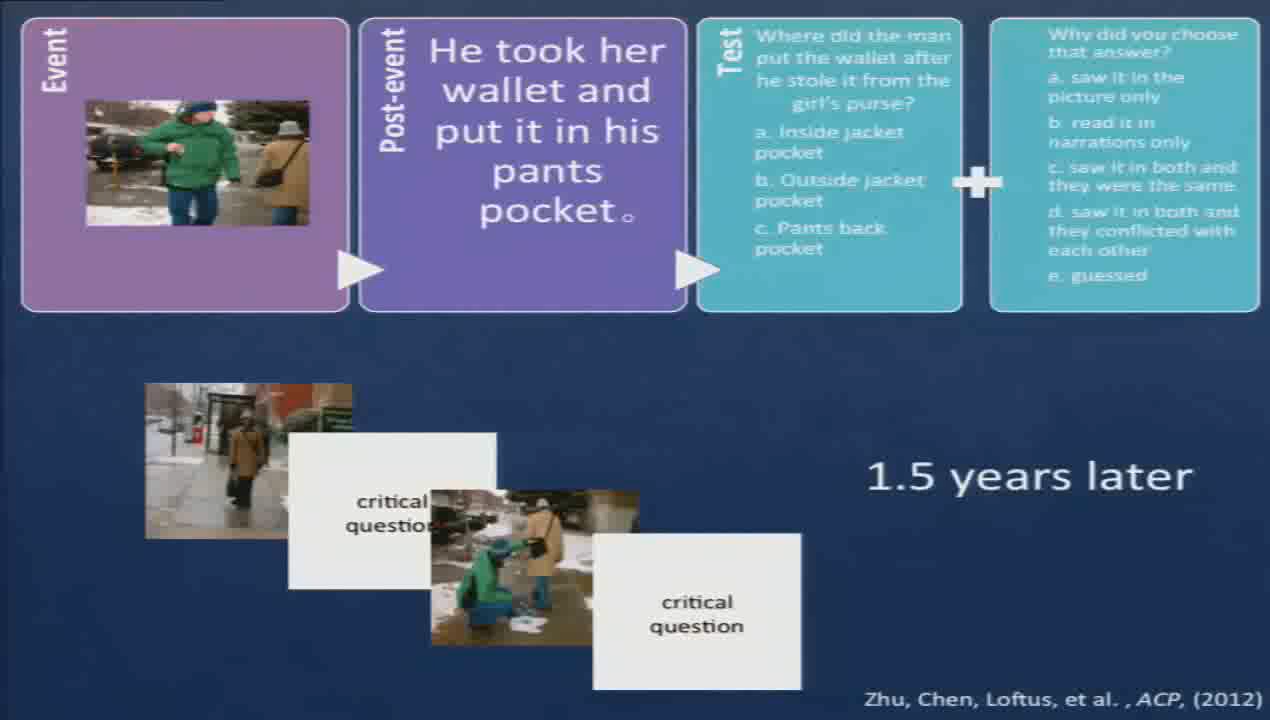 Event
Post-event
He took her
wallet and
put it in his
pants
pocket。
Test
Where did the man
put the wallet after
he stole it from the
girl's purse?
a. Inside jacket
pocket
b. Outside jacket
pocket
c. Pants back
pocket
Why did you choose
that answer?
a. saw it in the
picture only
b. read it in
narrations only
c. saw it in both and
they were the same
d. saw it in both and
they conflicted with
each other
e. guessed
critical
question
critical
question
1.5 years later
Zhu, Chen, Loftus, et al. , ACP, (2012)